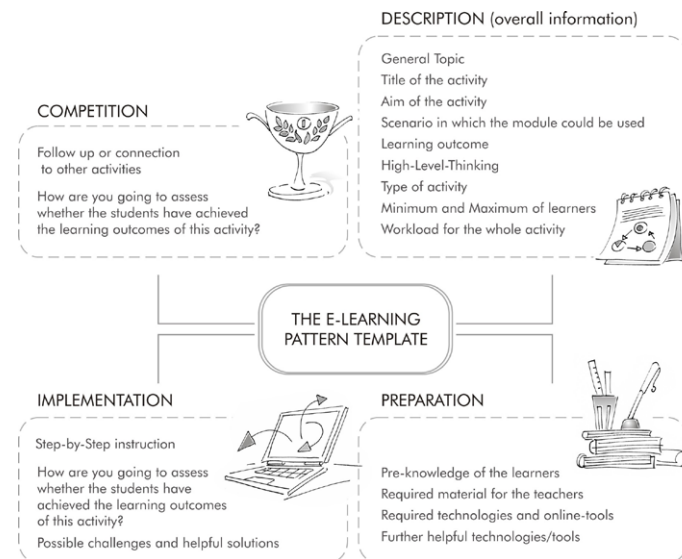 DESCRIPTION (overall information)
General Topic
Title of the activity
Aim of the activity
Scenario in which the module could be used
Learning outcome
High-Level-Thinking
Type of activity
Minimum and Maximum of learners
Workload for the whole activity
COMPETITION
Follow up or connection
to other activities
How are you going to assess
whether the students have achieved
the learning outcomes of this activity?
THE E-LEARNING
PATTERN TEMPLATE
IMPLEMENTATION
Step-by-Step instruction
How are you going to assess
whether the students have
achieved the learning outcomes
of this activity?
Possible challenges and helpful solutions
PREPARATION
Pre-knowledge of the learners
Required material for the teachers
Required technologies and online-tools
Further helpful technologies/tools